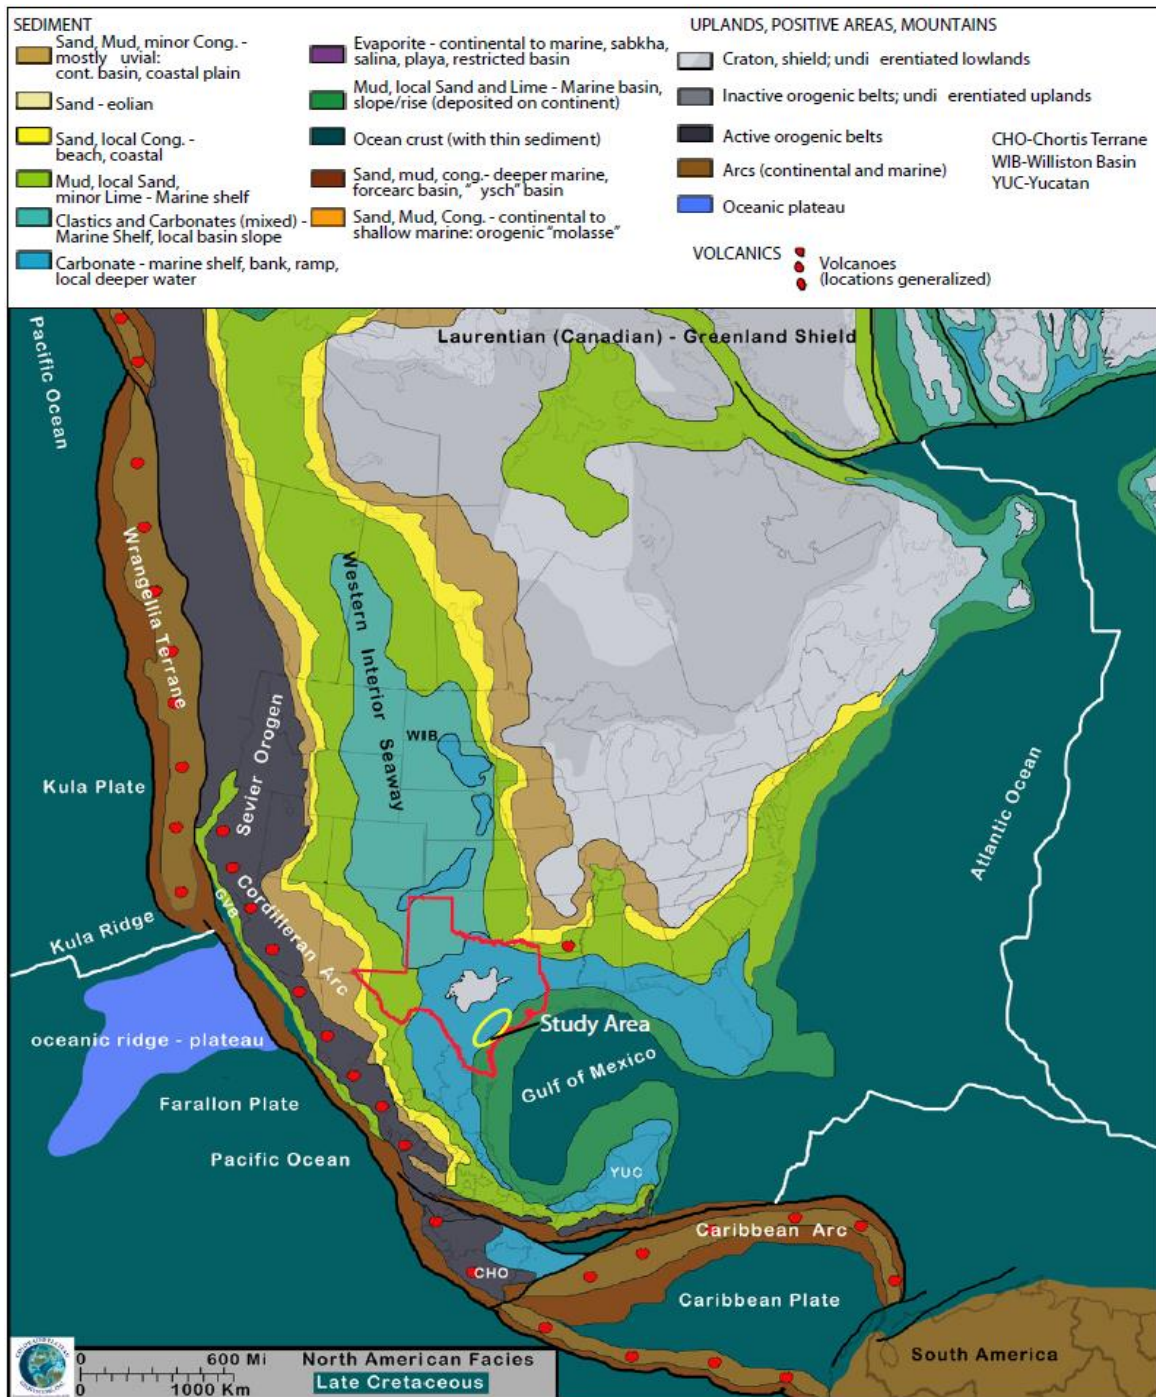 SEDIMENT
Sand, Mud, minor Cong. -
mostly uvial:
cont. basin, coastal plain
Sand - eolian
Sand, local Cong. -
beach, coastal
Mud, local Sand,
minor Lime - Marine shelf
Clastics and Carbonates (mixed) -
Marine Shelf, local basin slope
Carbonate - marine shelf, bank, ramp,
local deeper water
Evaporite - continental to marine, sabkha,
salina, playa, restricted basin
Mud, local Sand and Lime - Marine basin,
slope/rise (deposited on continent)
Ocean crust (with thin sediment)
Sand, mud, cong.- deeper marine,
forcearc basin, " ysch" basin
Sand, Mud, Cong. - continental to
shallow marine: orogenic "molasse"
UPLANDS, POSITIVE AREAS, MOUNTAINS
Craton, shield; undi erentiated lowlands
Inactive orogenic belts; undi erentiated uplands
Active orogenic belts
Arcs (continental and marine)
Oceanic plateau
CHO-Chortis Terrane
WIB-Williston Basin
YUC-Yucatan
VOLCANICS
Volcanoes
(locations generalized)
Pacific Ocean
Laurentian (Canadian) - Greenland Shield
Wrangellia Terrane
Western Interior Seaway
WIB
Sevier Orogen
Kula Plate
Atlantic Ocean
GVB
Cordilleran Arc
Kula Ridge
oceanic ridge - plateau
Study Area
Gulf of Mexico
Farallon Plate
Pacific Ocean
YUC
Caribbean Arc
CHO
Caribbean Plate
South America
0 600 Mi
0 1000 Km
North American Facies
Late Cretaceous